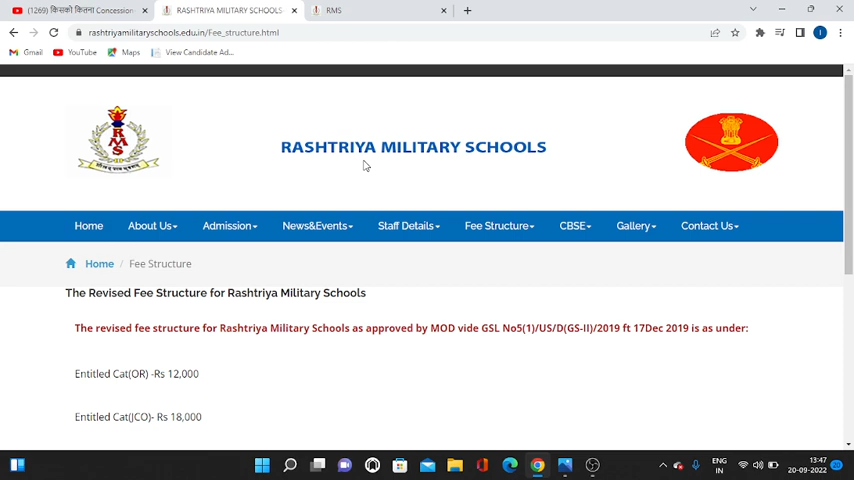 (1269) किसको कितना Concession
RASHTRIYA MILITARY SCHOOLS-
RMS
rashtriyamilitaryschools.edu.in/Fee_structure.html
Gmail YouTube Maps View Candidate Ad...
RMS
RASHTRIYA MILITARY SCHOOLS
Home About Us Admission News&Events Staff Details Fee Structure CBSE Gallery Contact Us
Home / Fee Structure
The Revised Fee Structure for Rashtriya Military Schools
The revised fee structure for Rashtriya Military Schools as approved by MOD vide GSL No5(1)/US/D(GS-II)/2019 ft 17Dec 2019 is as under:
Entitled Cat(OR) -Rs 12,000
Entitled Cat(JCO)- Rs 18,000
ENG
IN
13:47
20-09-2022
20